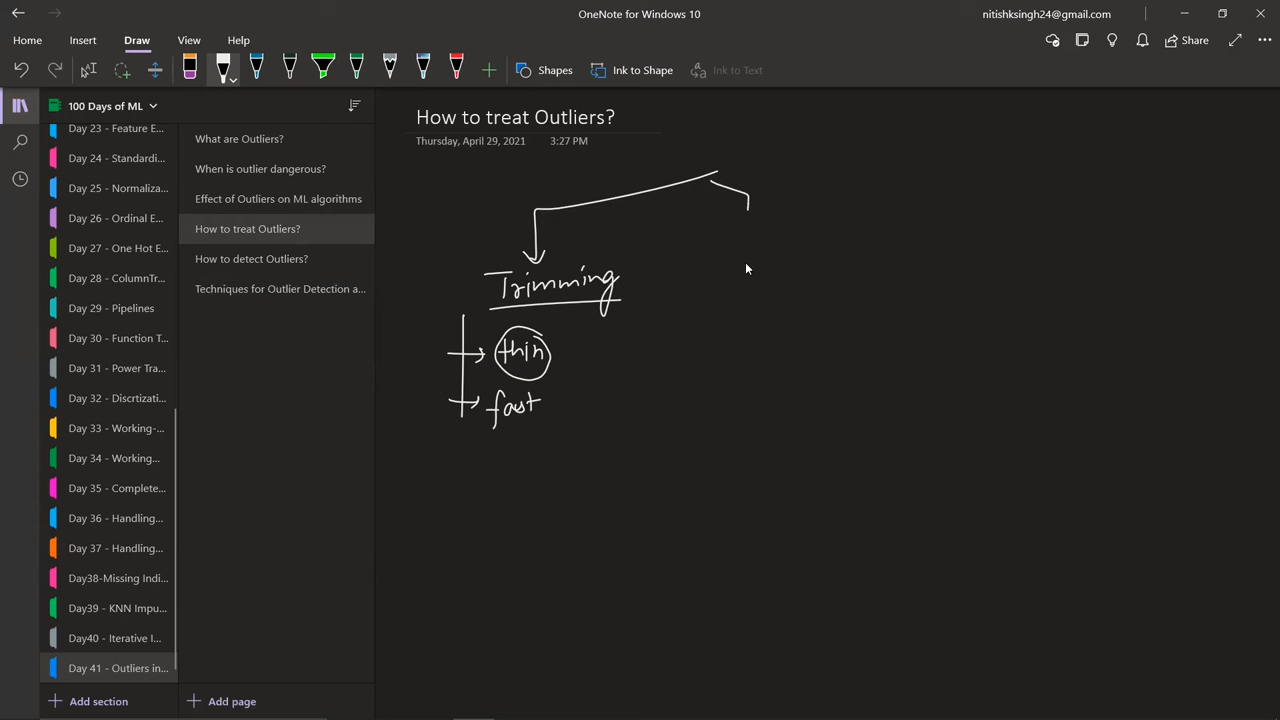 OneNote for Windows 10
nitishksingh24@gmail.com
Home Insert Draw View Help
Share
Shapes Ink to Shape Ink to Text
100 Days of ML
Day 23 - Feature E...
Day 24 - Standardi...
Day 25 - Normaliza...
Day 26 - Ordinal E...
Day 27 - One Hot E...
Day 28 - ColumnTr...
Day 29 - Pipelines
Day 30 - Function T...
Day 31 - Power Tra...
Day 32 - Discrtizati...
Day 33 - Working-...
Day 34 - Working...
Day 35 - Complete...
Day 36 - Handling...
Day 37 - Handling...
Day38-Missing Indi...
Day39 - KNN Impu...
Day40 - Iterative I...
Day 41 - Outliers in...
Add section
What are Outliers?
When is outlier dangerous?
Effect of Outliers on ML algorithms
How to treat Outliers?
How to detect Outliers?
Techniques for Outlier Detection a...
Add page
How to treat Outliers?
Thursday, April 29, 2021 3:27 PM
Trimming
thin
fast